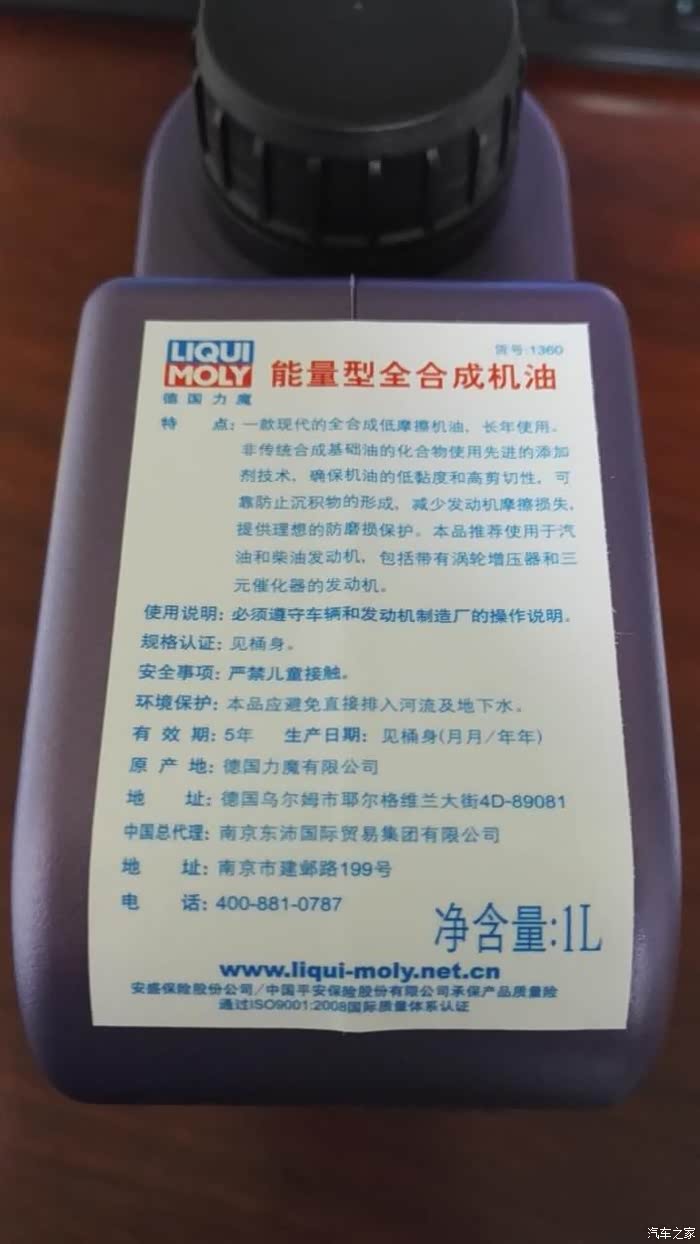 LIQUI
MOLY
德国力魔
货号:1360
能量型全合成机油
特 点: 一款现代的全合成低摩擦机油，长年使用。
非传统合成基础油的化合物使用先进的添加
剂技术，确保机油的低黏度和高剪切性，可
靠防止沉积物的形成，减少发动机摩擦损失，
提供理想的防磨损保护。本品推荐使用于汽
油和柴油发动机，包括带有涡轮增压器和三
元催化器的发动机。
使用说明: 必须遵守车辆和发动机制造厂的操作说明。
规格认证: 见桶身。
安全事项: 严禁儿童接触。
环境保护: 本品应避免直接排入河流及地下水。
有 效 期: 5年 生产日期: 见桶身(月月/年年)
原 产 地: 德国力魔有限公司
地 址: 德国乌尔姆市耶尔格维兰大街4D-89081
中国总代理: 南京东沛国际贸易集团有限公司
地 址: 南京市建邺路199号
电 话: 400-881-0787
净含量:1L
www.liqui-moly.net.cn
安盛保险股份公司/中国平安保险股份有限公司承保产品质量险
通过ISO9001:2008国际质量体系认证
汽车之家